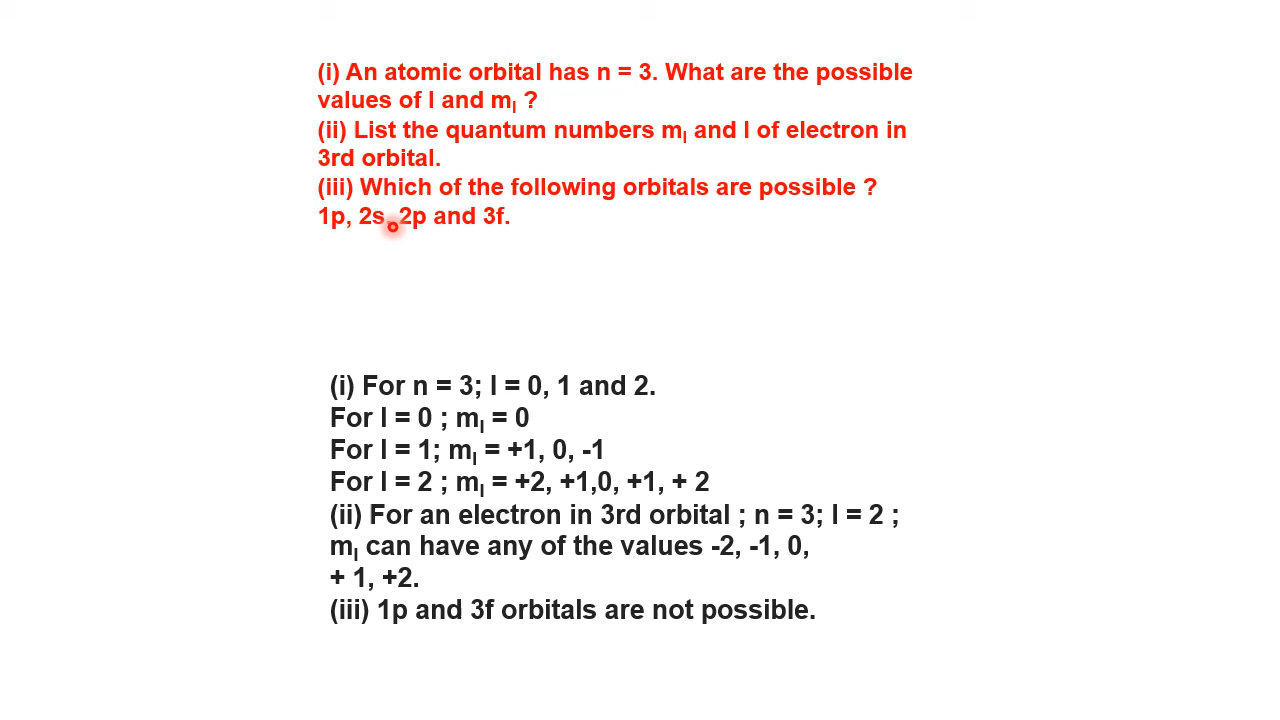 (i) An atomic orbital has n = 3. What are the possible
values of l and ml ?
(ii) List the quantum numbers ml and l of electron in
3rd orbital.
(iii) Which of the following orbitals are possible ?
1p, 2s, 2p and 3f.
(i) For n = 3; l = 0, 1 and 2.
For l = 0 ; ml = 0
For l = 1; ml = +1, 0, -1
For l = 2 ; ml = +2, +1,0, +1, + 2
(ii) For an electron in 3rd orbital ; n = 3; l = 2 ;
ml can have any of the values -2, -1, 0,
+ 1, +2.
(iii) 1p and 3f orbitals are not possible.